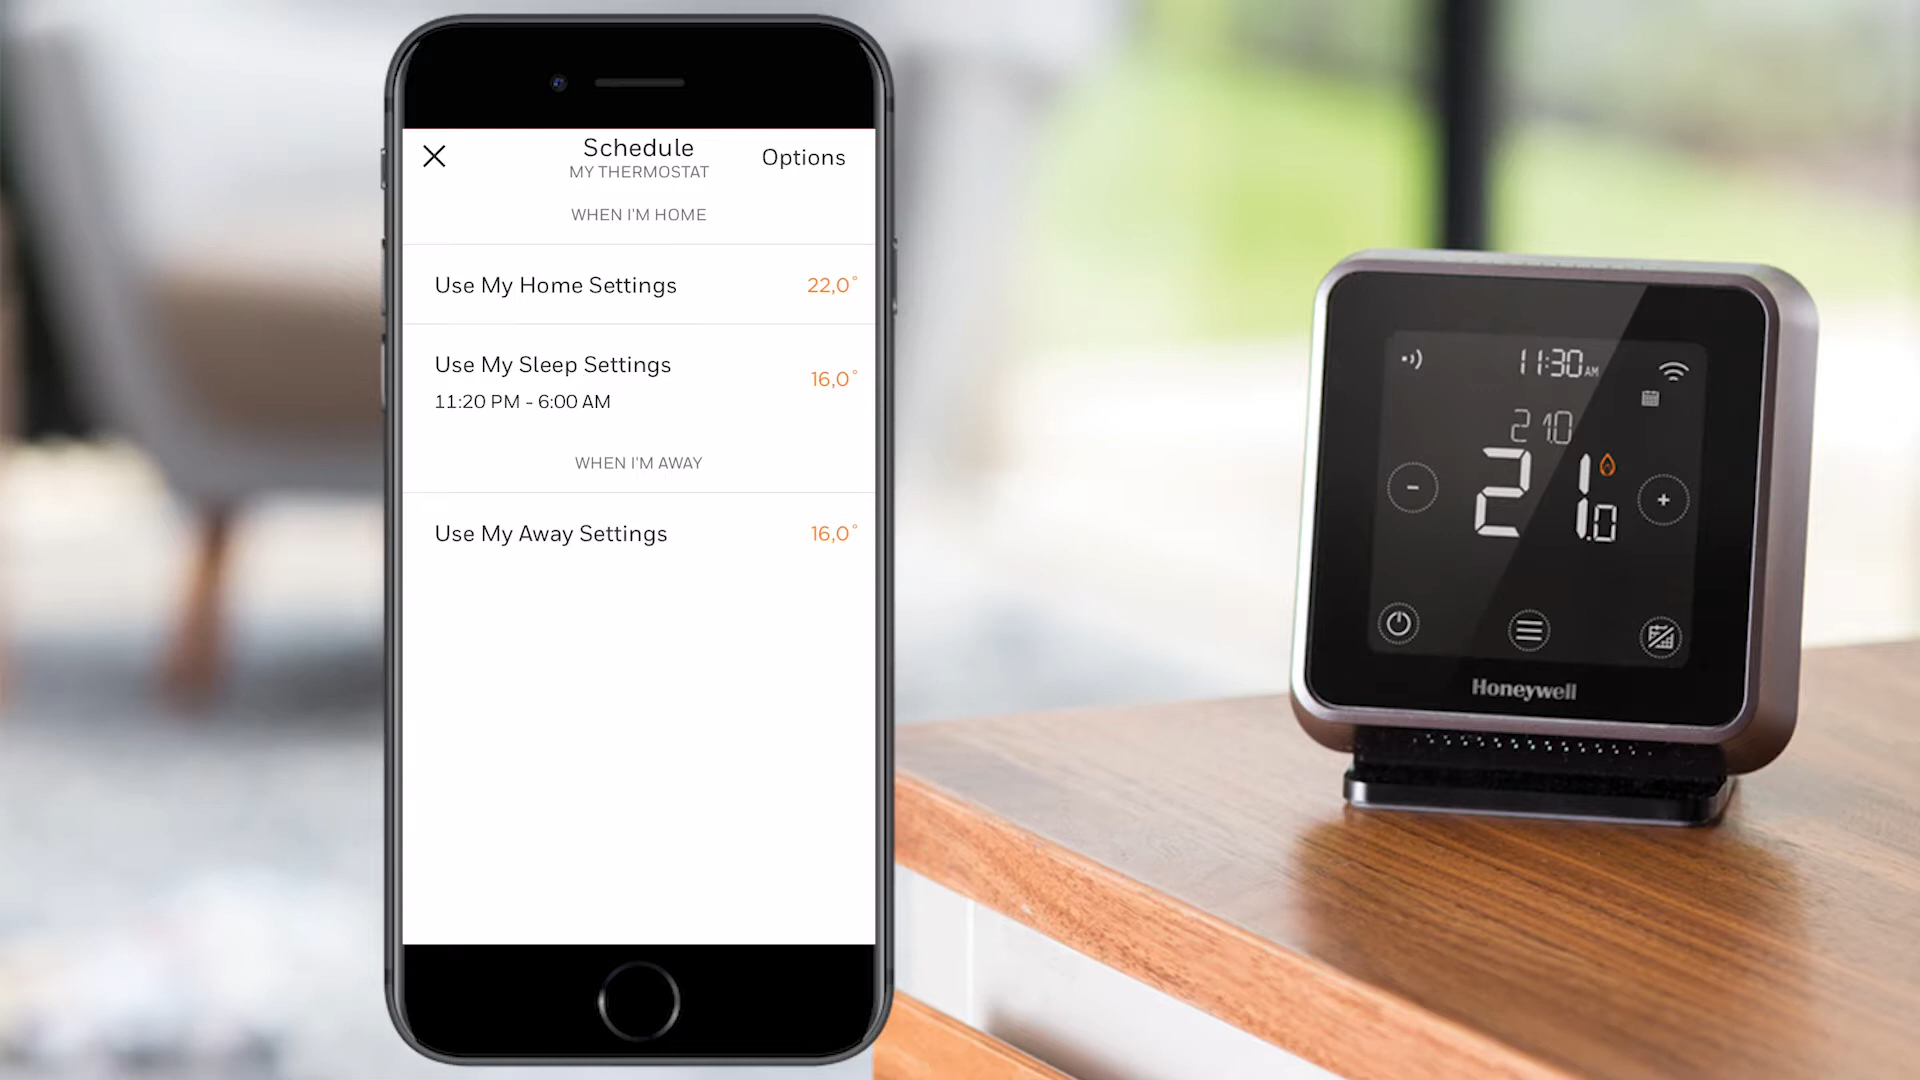 Schedule
Options
MY THERMOSTAT
WHEN I'M HOME
Use My Home Settings 22,0°
Use My Sleep Settings
16,0°
11:20 PM - 6:00 AM
WHEN I'M AWAY
Use My Away Settings 16,0°
11:30 AM
21.0
21.0
- +
Honeywell